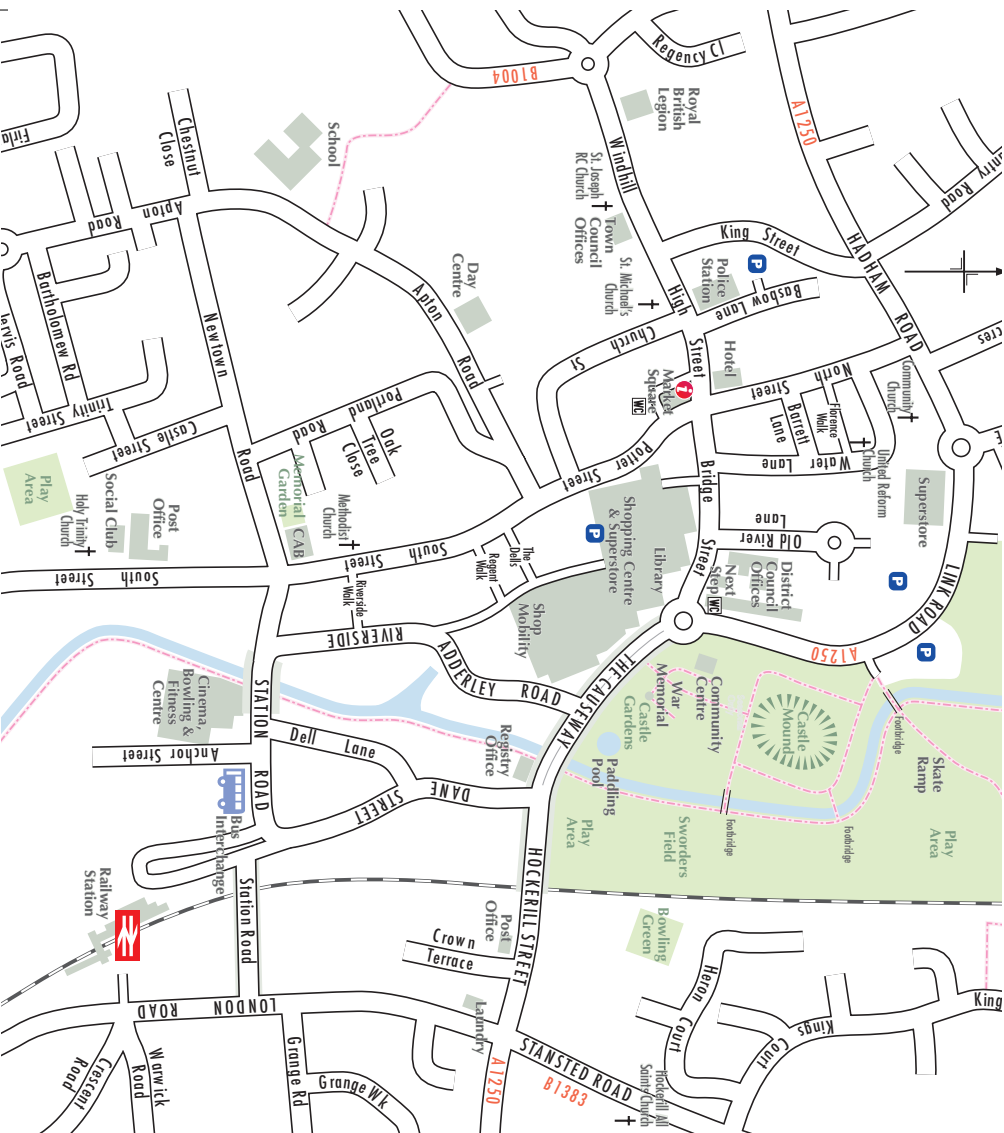 Regency Cl
B1004
A1250
Royal
British
Legion
Windhill
St. Joseph
RC Church
Town
Council
Offices
St. Michael's
Church
School
Chestnut
Close
Firla
Apton
Road
Bartholomew Rd
Jervis Road
Newtown
Road
Day
Centre
Apton
Road
King Street
HADHAM ROAD
P
Police
Station
Basbow Lane
High
Street
Church
St
Hotel
Market
Square
i
WC
North
Street
Barrett
Lane
Florence
Walk
Water Lane
Community
Church
United Reform
Church
Superstore
Portland
Road
Oak
Tree
Close
Potter
Street
Bridge
Street
Trinity Street
Castle Street
Play
Area
Social Club
Holy Trinity
Church
Post
Office
Memorial
Garden
CAB
Methodist
Church
South
Street
South Street
Riverside
Walk
Regent
Walk
The
Dells
P
Shopping Centre
& Superstore
Library
Shop
Mobility
Old River
Lane
District
Council
Offices
Next
Step
WC
P
P
LINK ROAD
A1250
RIVERSIDE
ADDERLEY ROAD
THE CAUSEWAY
War
Memorial
Castle
Gardens
Community
Centre
Castle
Mound
Footbridge
Skate
Ramp
Paddling
Pool
Play
Area
Sworders
Field
Footbridge
Footbridge
Play
Area
Cinema,
Bowling &
Fitness
Centre
STATION
ROAD
Anchor Street
Dell Lane
DANE
STREET
Registry
Office
Bus
Interchange
Railway
Station
Station Road
HOCKERILL STREET
Post
Office
Crown
Terrace
Bowling
Green
Heron
Court
Kings
Court
King
LONDON ROAD
Laundry
STANSTED ROAD
B1383
A1250
Hockerill All
Saints Church
Grange Rd
Grange Wk
Warwick
Road
Crescent
Road